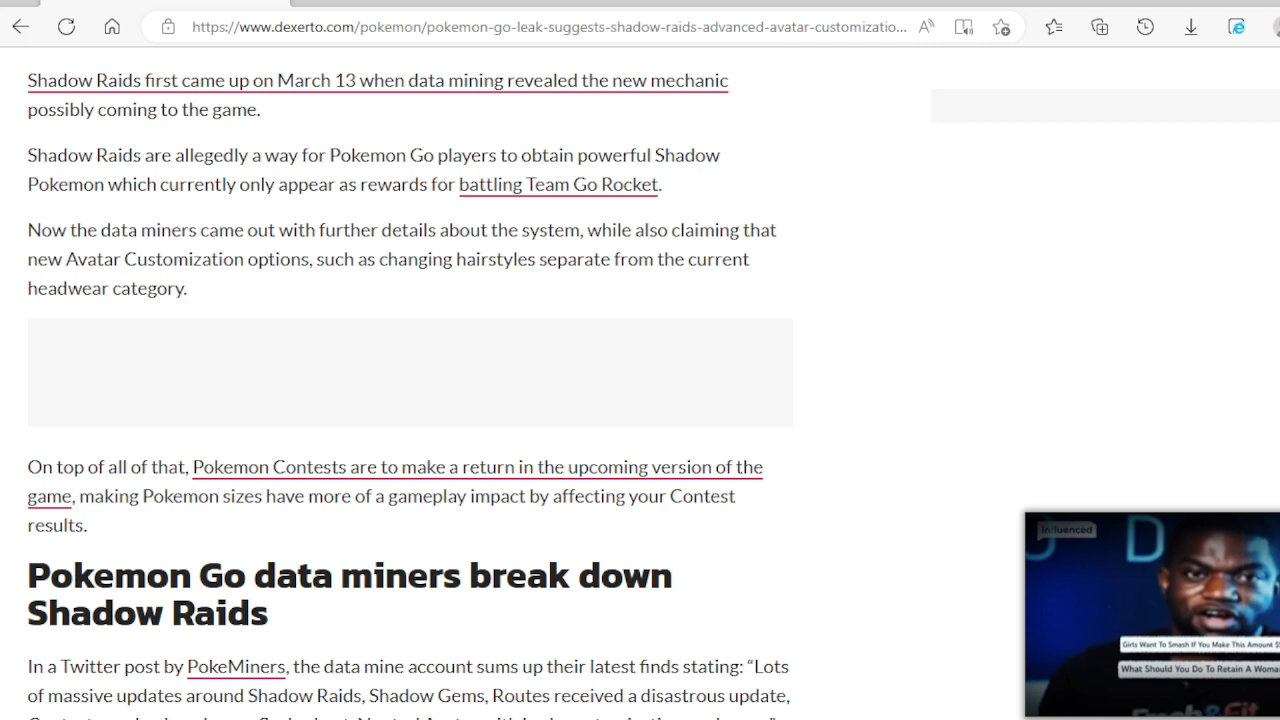 https://www.dexerto.com/pokemon/pokemon-go-leak-suggests-shadow-raids-advanced-avatar-customizatio...
Shadow Raids first came up on March 13 when data mining revealed the new mechanic
possibly coming to the game.
Shadow Raids are allegedly a way for Pokemon Go players to obtain powerful Shadow
Pokemon which currently only appear as rewards for battling Team Go Rocket.
Now the data miners came out with further details about the system, while also claiming that
new Avatar Customization options, such as changing hairstyles separate from the current
headwear category.
On top of all of that, Pokemon Contests are to make a return in the upcoming version of the
game, making Pokemon sizes have more of a gameplay impact by affecting your Contest
results.
influenced
Girls Want To Smash If You Make This Amount
What Should You Do To Retain A
Pokemon Go data miners break down
Shadow Raids
In a Twitter post by PokeMiners, the data mine account sums up their latest finds stating: “Lots
of massive updates around Shadow Raids, Shadow Gems, Routes received a disastrous update,